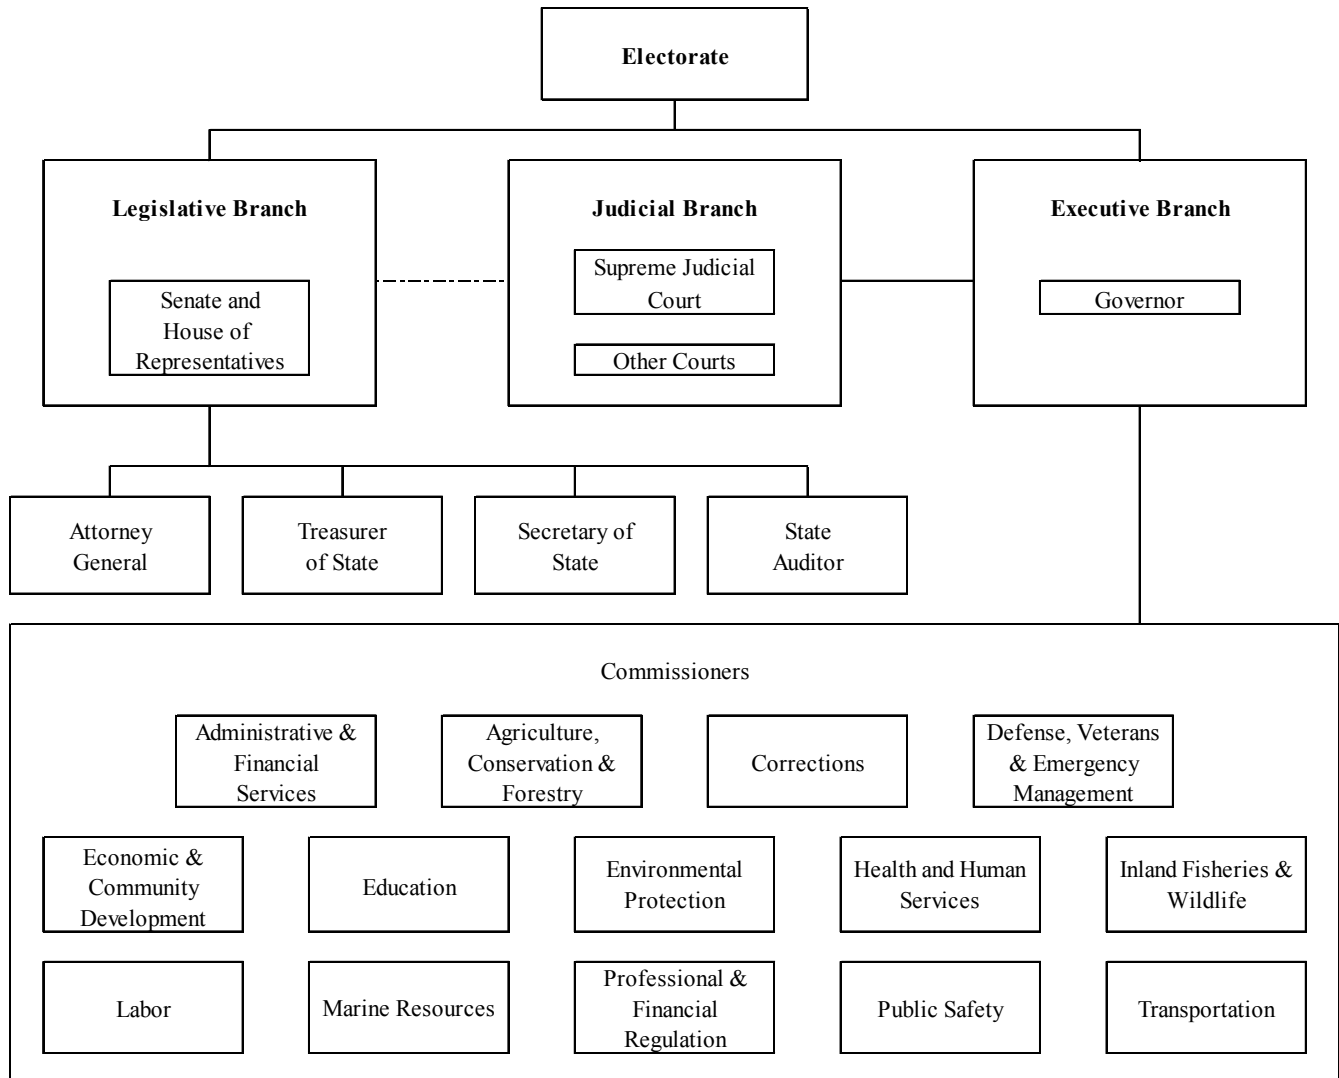 Electorate
Legislative Branch
Senate and
House of
Representatives
Judicial Branch
Supreme Judicial
Court
Other Courts
Executive Branch
Governor
Attorney
General
Treasurer
of State
Secretary of
State
State
Auditor
Commissioners
Administrative &
Financial
Services
Agriculture,
Conservation &
Forestry
Corrections
Defense, Veterans
& Emergency
Management
Economic &
Community
Development
Education
Environmental
Protection
Health and Human
Services
Inland Fisheries &
Wildlife
Labor
Marine Resources
Professional &
Financial
Regulation
Public Safety
Transportation